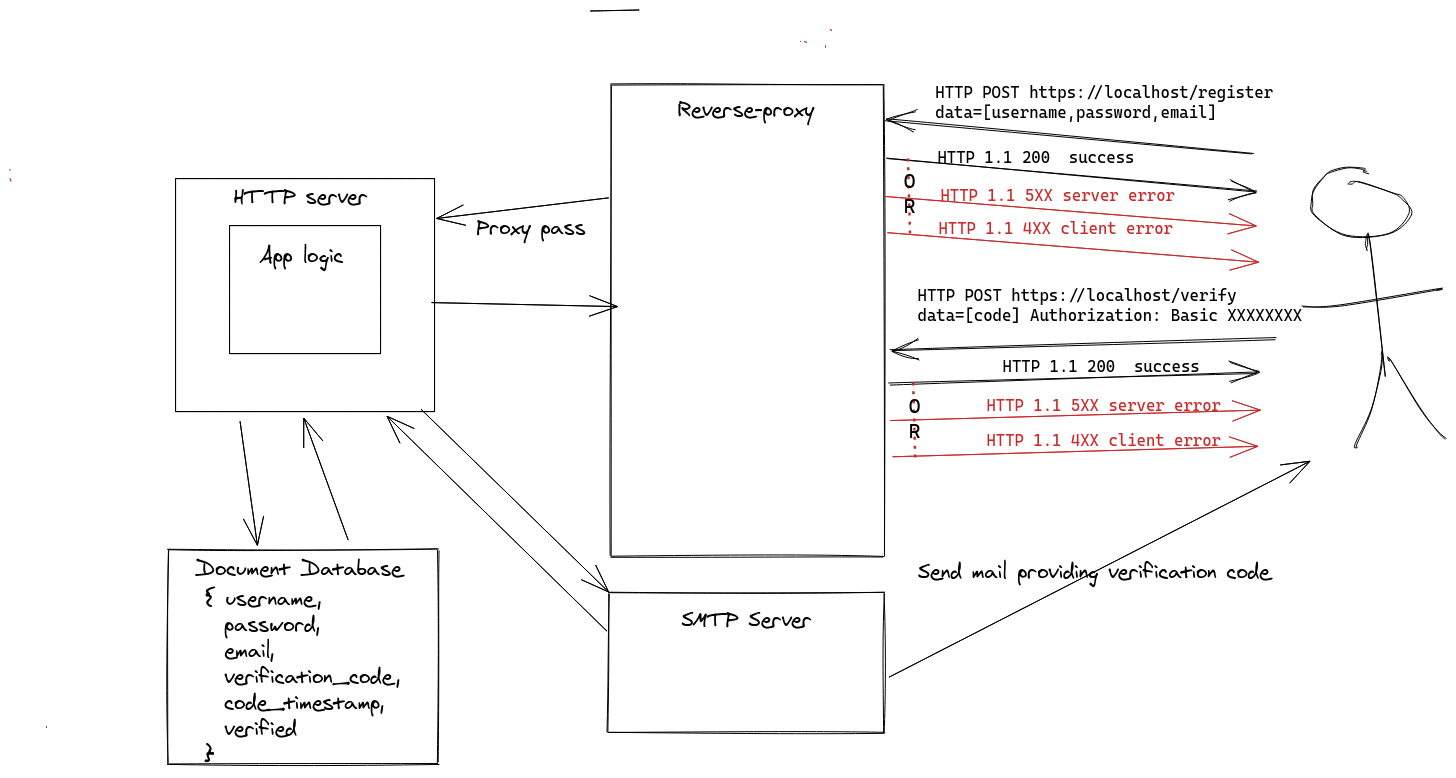 HTTP POST https://localhost/register
data=[username,password,email]
Reverse-proxy
HTTP 1.1 200  success
O
R
HTTP 1.1 5XX server error
HTTP 1.1 4XX client error
HTTP server
App logic
Proxy pass
HTTP POST https://localhost/verify
data=[code] Authorization: Basic XXXXXXXX
HTTP 1.1 200  success
O
R
HTTP 1.1 5XX server error
HTTP 1.1 4XX client error
Document Database
{ username,
password,
email,
verification_code,
code_timestamp,
verified
}
SMTP Server
Send mail providing verification code